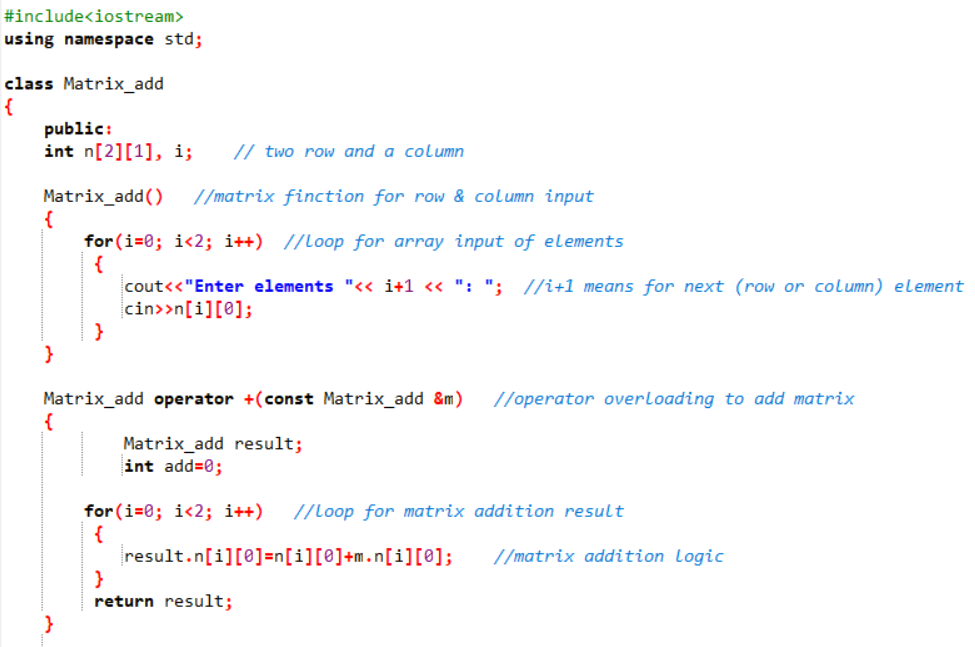 #include<iostream>
using namespace std;
class Matrix_add
{
public:
int n[2][1], i;    // two row and a column
Matrix_add()   //matrix finction for row & column input
{
for(i=0; i<2; i++)  //loop for array input of elements
{
cout<<"Enter elements "<< i+1 << ": ";  //i+1 means for next (row or column) element
cin>>n[i][0];
}
}
Matrix_add operator +(const Matrix_add &m)   //operator overloading to add matrix
{
Matrix_add result;
int add=0;
for(i=0; i<2; i++)   //loop for matrix addition result
{
result.n[i][0]=n[i][0]+m.n[i][0];    //matrix addition logic
}
return result;
}